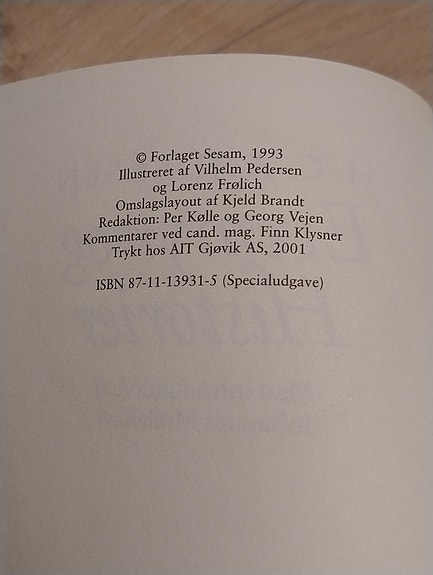 © Forlaget Sesam, 1993
Illustreret af Vilhelm Pedersen
og Lorenz Frølich
Omslagslayout af Kjeld Brandt
Redaktion: Per Kølle og Georg Vejen
Kommentarer ved cand. mag. Finn Klysner
Trykt hos AIT Gjøvik AS, 2001
ISBN 87-11-13931-5 (Specialudgave)